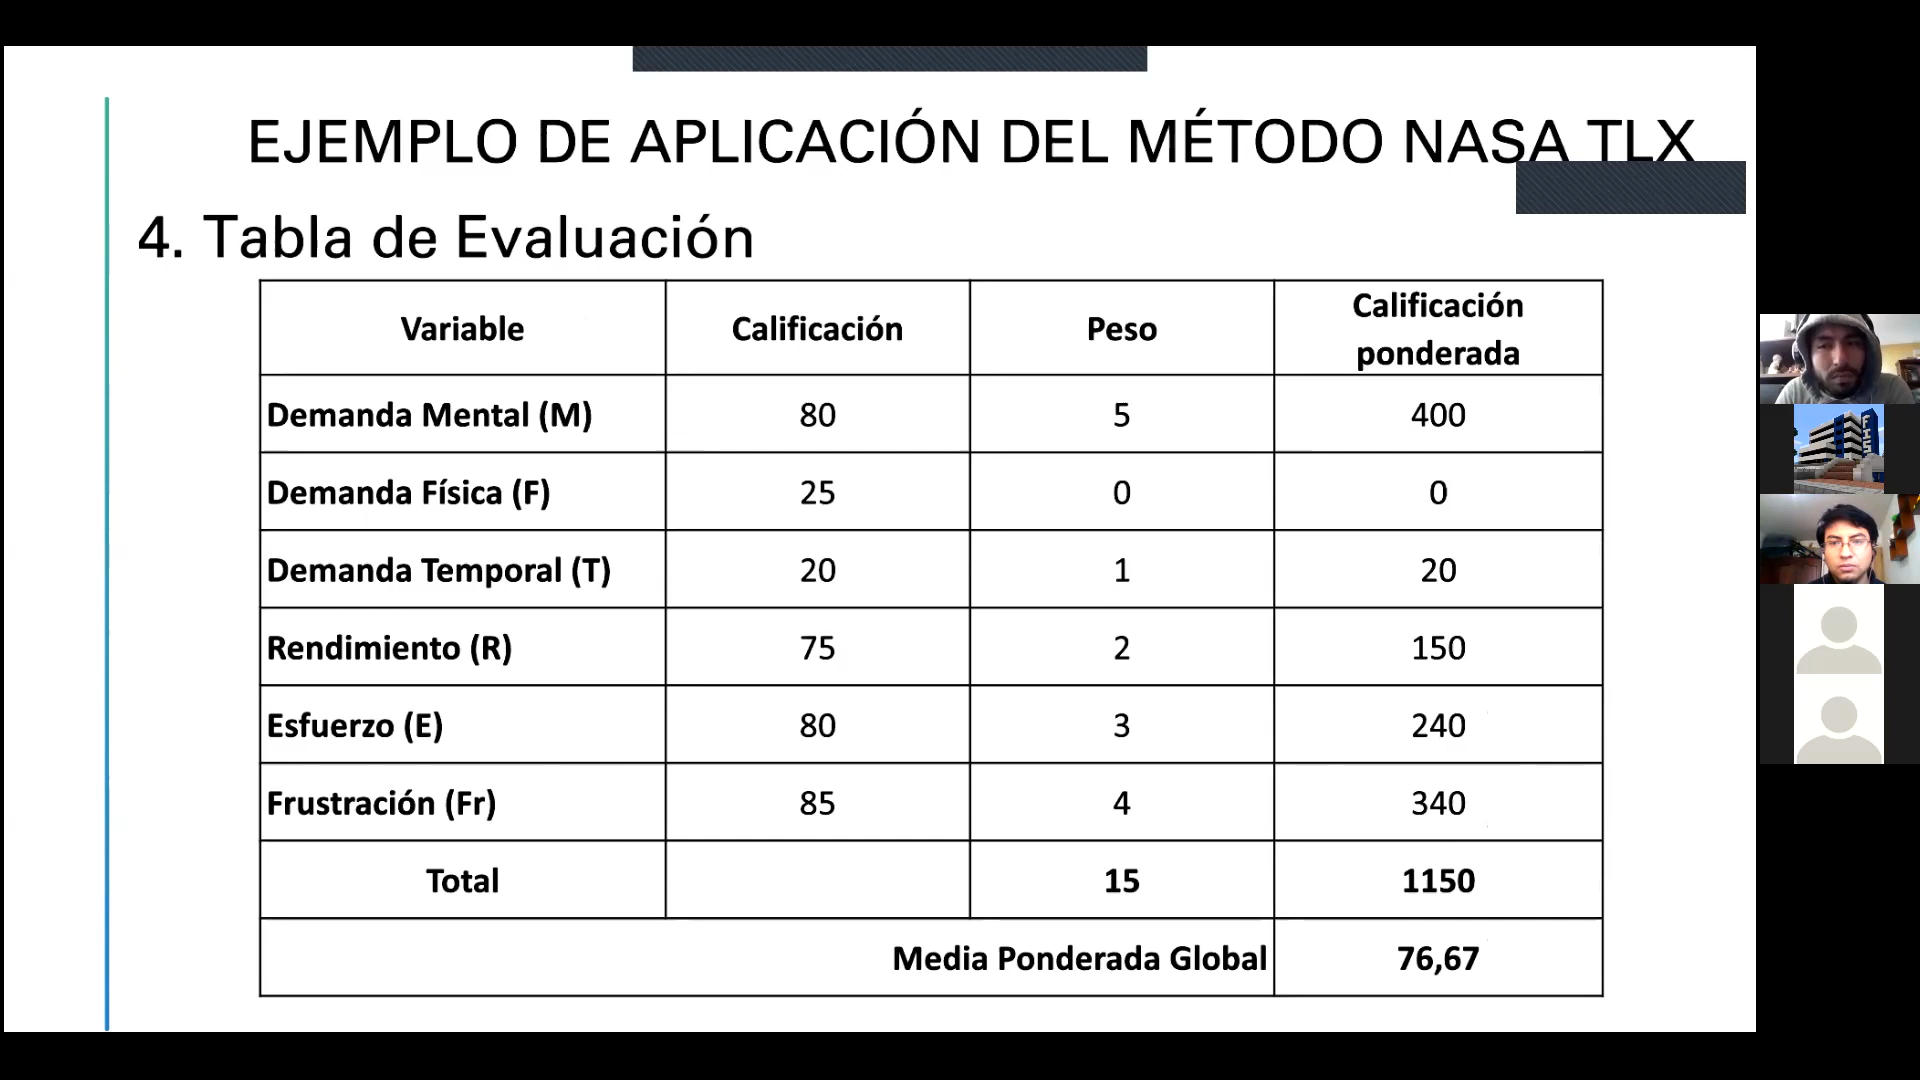 EJEMPLO DE APLICACIÓN DEL MÉTODO NASA TLX
4. Tabla de Evaluación
Variable Calificación Peso Calificación ponderada
Demanda Mental (M) 80 5 400
Demanda Física (F) 25 0 0
Demanda Temporal (T) 20 1 20
Rendimiento (R) 75 2 150
Esfuerzo (E) 80 3 240
Frustración (Fr) 85 4 340
Total 15 1150
Media Ponderada Global 76,67